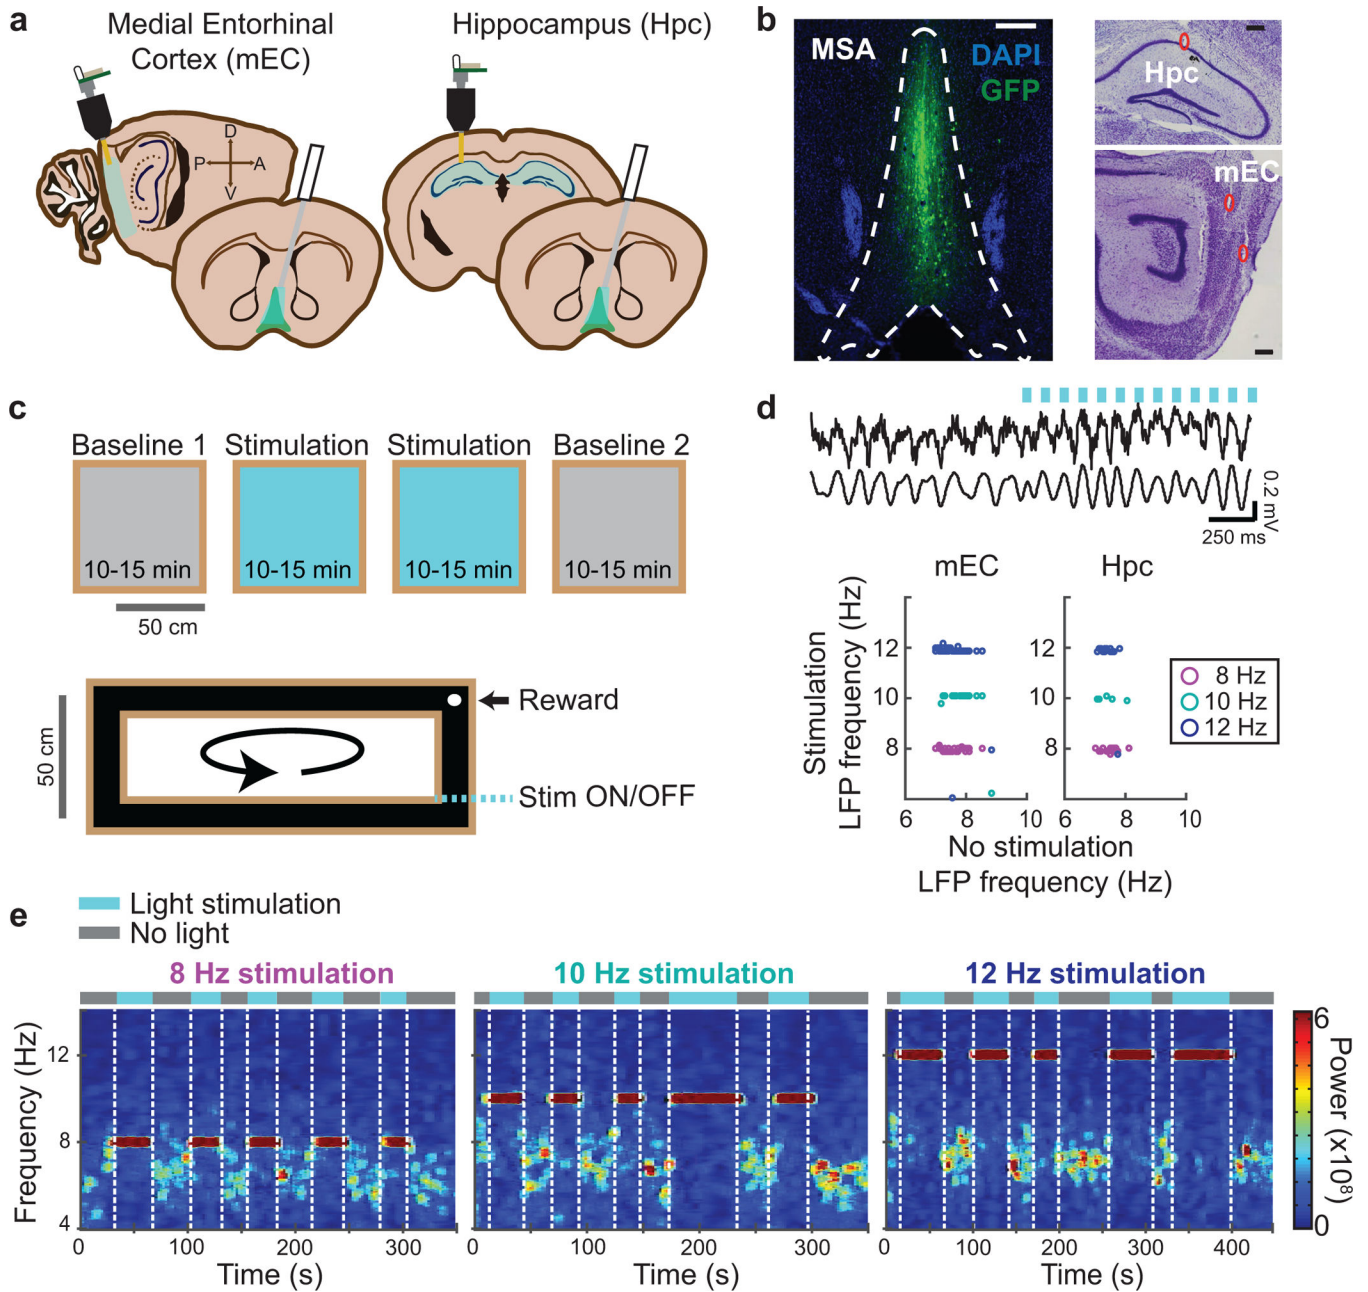 a
Medial Entorhinal
Cortex (mEC)
D
P
A
V
Hippocampus (Hpc)
b
MSA
DAPI
GFP
Hpc
mEC
c
Baseline 1
Stimulation
Stimulation
Baseline 2
10-15 min
10-15 min
10-15 min
10-15 min
50 cm
50 cm
Reward
Stim ON/OFF
d
0.2 mV
250 ms
mEC
Hpc
Stimulation
LFP frequency (Hz)
12
10
8
12
10
8
6
8
10
6
8
10
No stimulation
LFP frequency (Hz)
8 Hz
10 Hz
12 Hz
e
Light stimulation
No light
8 Hz stimulation
10 Hz stimulation
12 Hz stimulation
Frequency (Hz)
12
8
4
0
100
200
300
Time (s)
0
100
200
300
Time (s)
0
100
200
300
400
Time (s)
6
0
Power (x10⁸)